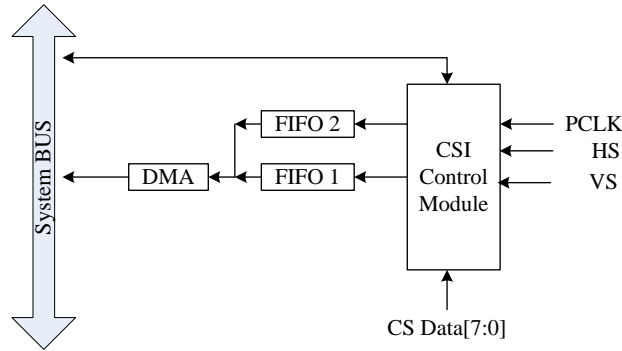 System BUS
FIFO 2
DMA
FIFO 1
CSI
Control
Module
PCLK
HS
VS
CS Data[7:0]